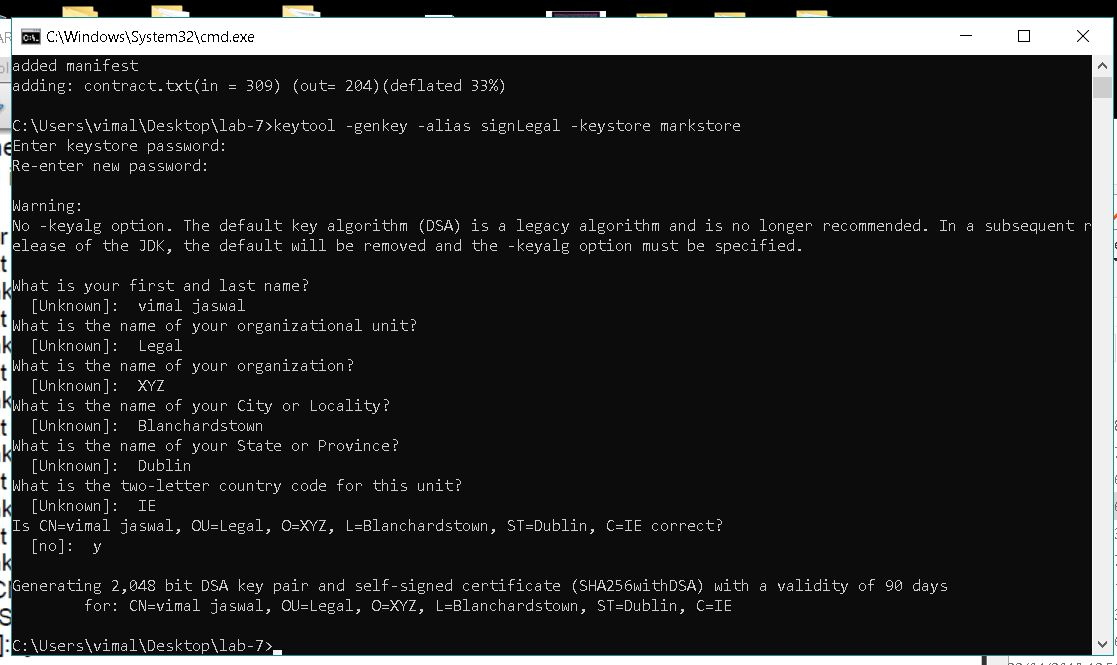 C:\Windows\System32\cmd.exe
added manifest
adding: contract.txt(in = 309) (out= 204)(deflated 33%)
C:\Users\vimal\Desktop\lab-7>keytool -genkey -alias signLegal -keystore markstore
Enter keystore password:
Re-enter new password:
Warning:
No -keyalg option. The default key algorithm (DSA) is a legacy algorithm and is no longer recommended. In a subsequent r
elease of the JDK, the default will be removed and the -keyalg option must be specified.
What is your first and last name?
[Unknown]:  vimal jaswal
What is the name of your organizational unit?
[Unknown]:  Legal
What is the name of your organization?
[Unknown]:  XYZ
What is the name of your City or Locality?
[Unknown]:  Blanchardstown
What is the name of your State or Province?
[Unknown]:  Dublin
What is the two-letter country code for this unit?
[Unknown]:  IE
Is CN=vimal jaswal, OU=Legal, O=XYZ, L=Blanchardstown, ST=Dublin, C=IE correct?
[no]:  y
Generating 2,048 bit DSA key pair and self-signed certificate (SHA256withDSA) with a validity of 90 days
for: CN=vimal jaswal, OU=Legal, O=XYZ, L=Blanchardstown, ST=Dublin, C=IE
C:\Users\vimal\Desktop\lab-7>